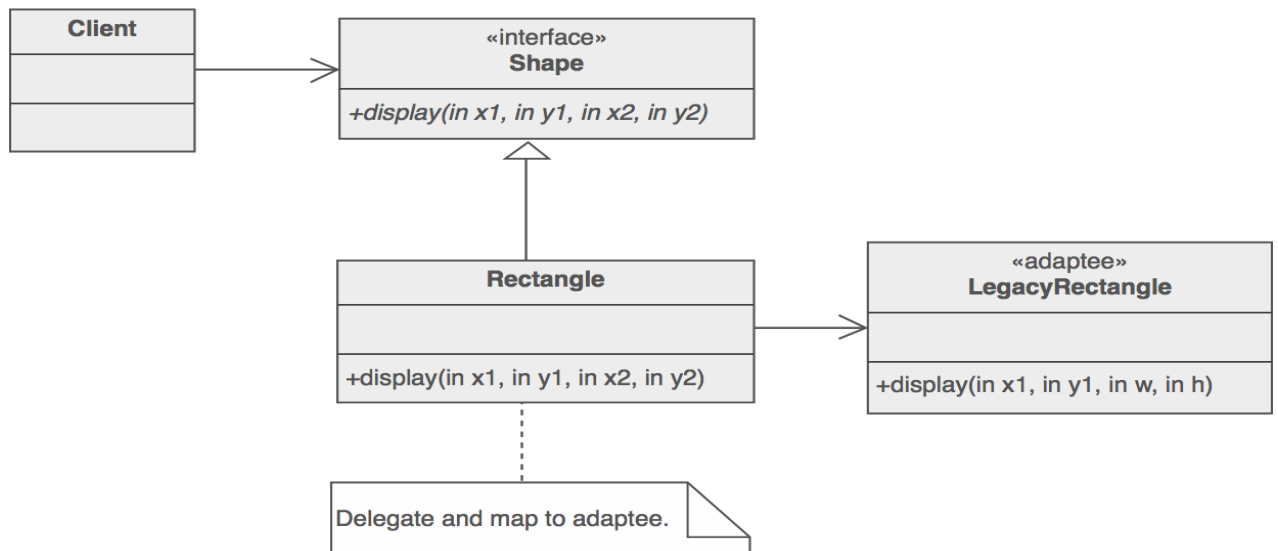 Client
«interface»
Shape
+display(in x1, in y1, in x2, in y2)
Rectangle
+display(in x1, in y1, in x2, in y2)
«adaptee»
LegacyRectangle
+display(in x1, in y1, in w, in h)
Delegate and map to adaptee.